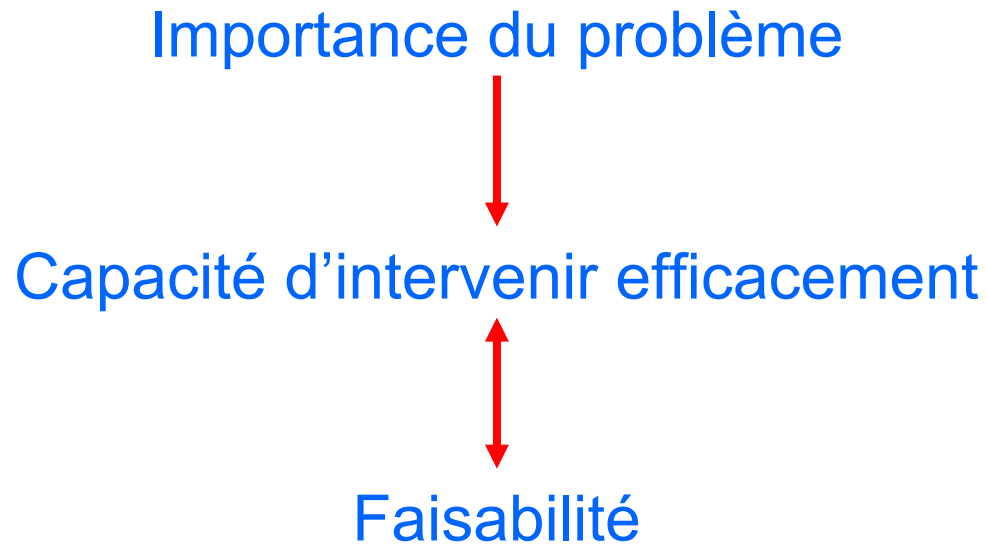 Importance du problème
Capacité d’intervenir efficacement
Faisabilité